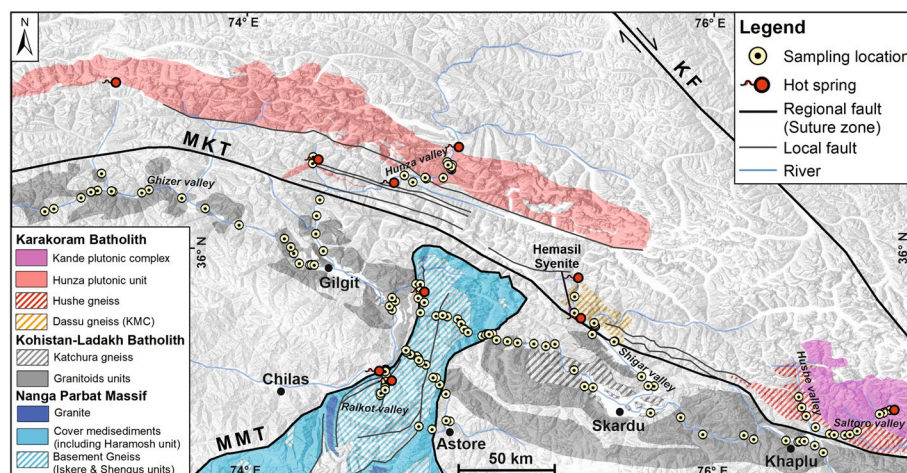 74° E
76° E
N
Legend
Sampling location
Hot spring
Regional fault
(Suture zone)
Local fault
River
KF
MKT
Hunza valley
Ghizer valley
36° N
36° N
Karakoram Batholith
Kande plutonic complex
Hunza plutonic unit
Hushe gneiss
Dassu gneiss (KMC)
Kohistan-Ladakh Batholith
Katchura gneiss
Granitoids units
Nanga Parbat Massif
Granite
Cover medisediments
(including Haramosh unit)
Basement Gneiss
(Iskere & Shengus units)
Hemasil
Syenite
Gilgit
Chilas
Raikot valley
Shigar valley
Hushe valley
Saltoro valley
MMT
Astore
Skardu
Khaplu
74° E
50 km
76° E